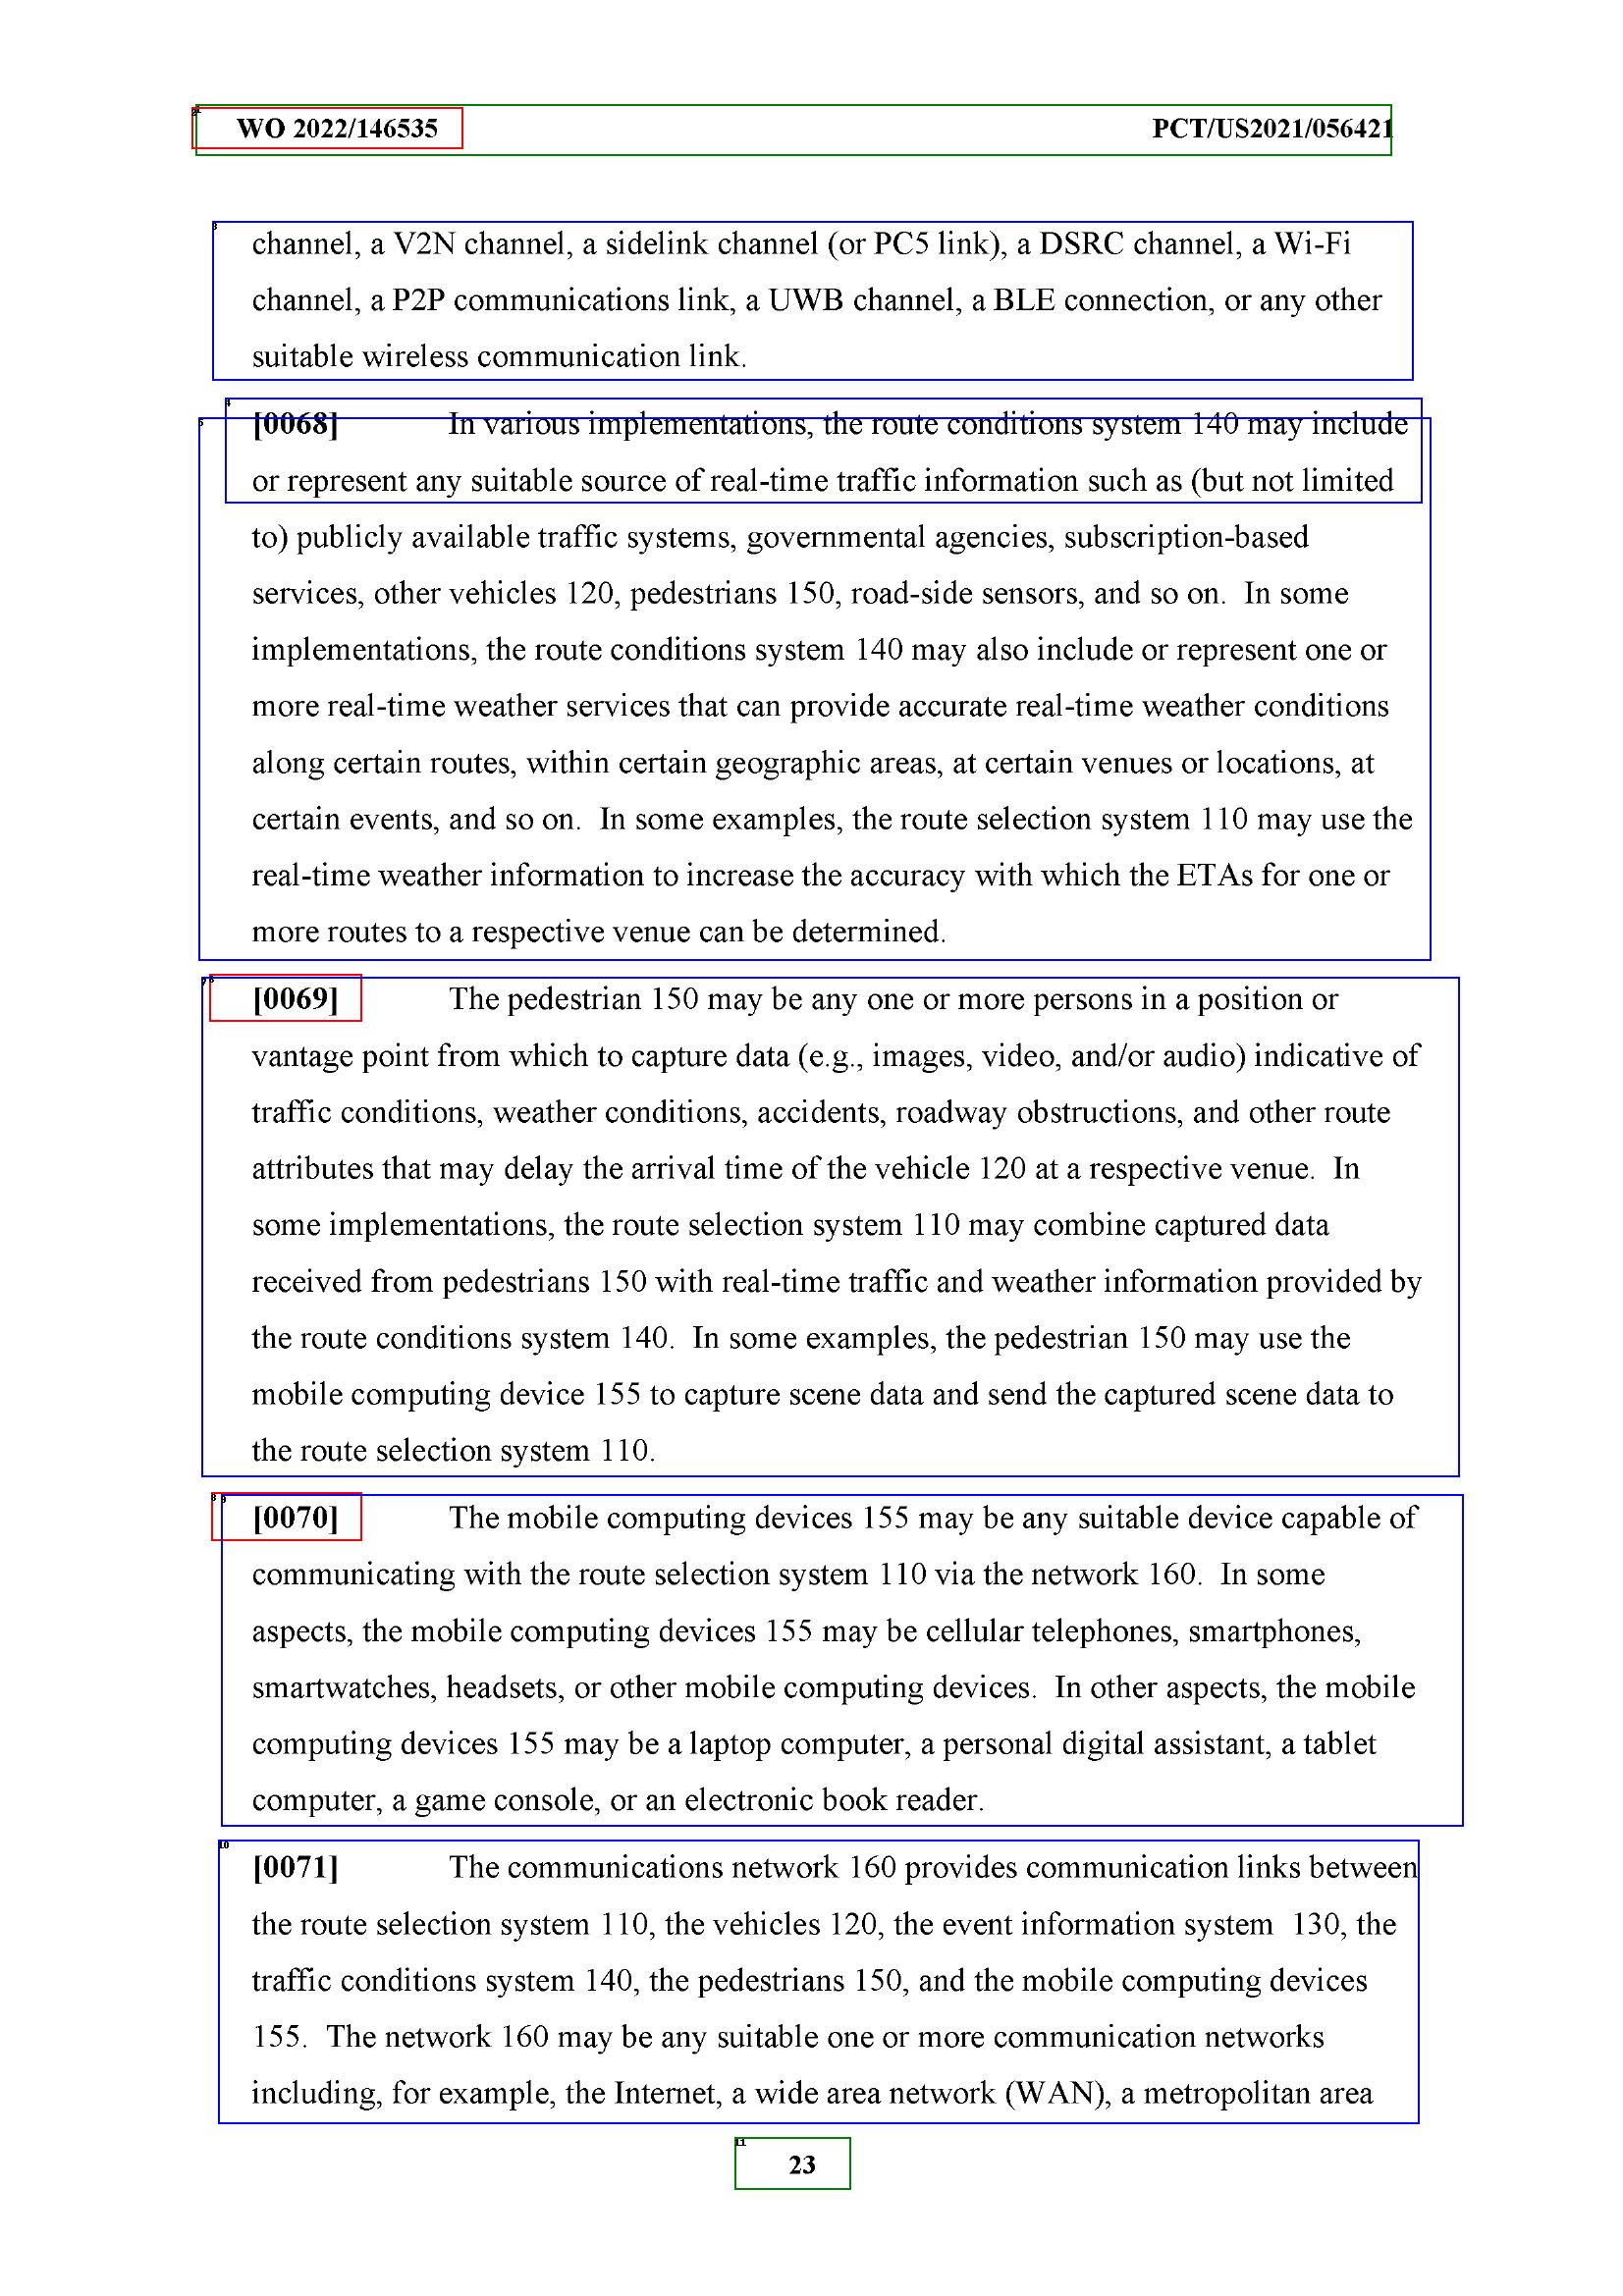 WO 2022/146535 PCT/US2021/056421
channel, a V2N channel, a sidelink channel (or PC5 link), a DSRC channel, a Wi-Fi
channel, a P2P communications link, a UWB channel, a BLE connection, or any other
suitable wireless communication link.
[0068] In various implementations, the route conditions system 140 may include
or represent any suitable source of real-time traffic information such as (but not limited
to) publicly available traffic systems, governmental agencies, subscription-based
services, other vehicles 120, pedestrians 150, road-side sensors, and so on. In some
implementations, the route conditions system 140 may also include or represent one or
more real-time weather services that can provide accurate real-time weather conditions
along certain routes, within certain geographic areas, at certain venues or locations, at
certain events, and so on. In some examples, the route selection system 110 may use the
real-time weather information to increase the accuracy with which the ETAs for one or
more routes to a respective venue can be determined.
[0069] The pedestrian 150 may be any one or more persons in a position or
vantage point from which to capture data (e.g., images, video, and/or audio) indicative of
traffic conditions, weather conditions, accidents, roadway obstructions, and other route
attributes that may delay the arrival time of the vehicle 120 at a respective venue. In
some implementations, the route selection system 110 may combine captured data
received from pedestrians 150 with real-time traffic and weather information provided by
the route conditions system 140. In some examples, the pedestrian 150 may use the
mobile computing device 155 to capture scene data and send the captured scene data to
the route selection system 110.
[0070] The mobile computing devices 155 may be any suitable device capable of
communicating with the route selection system 110 via the network 160. In some
aspects, the mobile computing devices 155 may be cellular telephones, smartphones,
smartwatches, headsets, or other mobile computing devices. In other aspects, the mobile
computing devices 155 may be a laptop computer, a personal digital assistant, a tablet
computer, a game console, or an electronic book reader.
[0071] The communications network 160 provides communication links between
the route selection system 110, the vehicles 120, the event information system 130, the
traffic conditions system 140, the pedestrians 150, and the mobile computing devices
155. The network 160 may be any suitable one or more communication networks
including, for example, the Internet, a wide area network (WAN), a metropolitan area
23